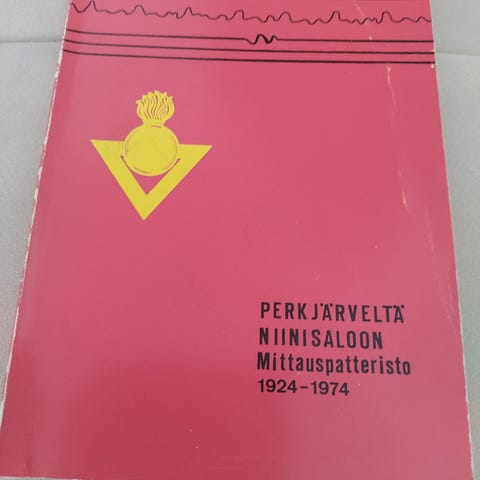 PERKJÄRVELTÄ
NIINISALOON
Mittauspatteristo
1924-1974